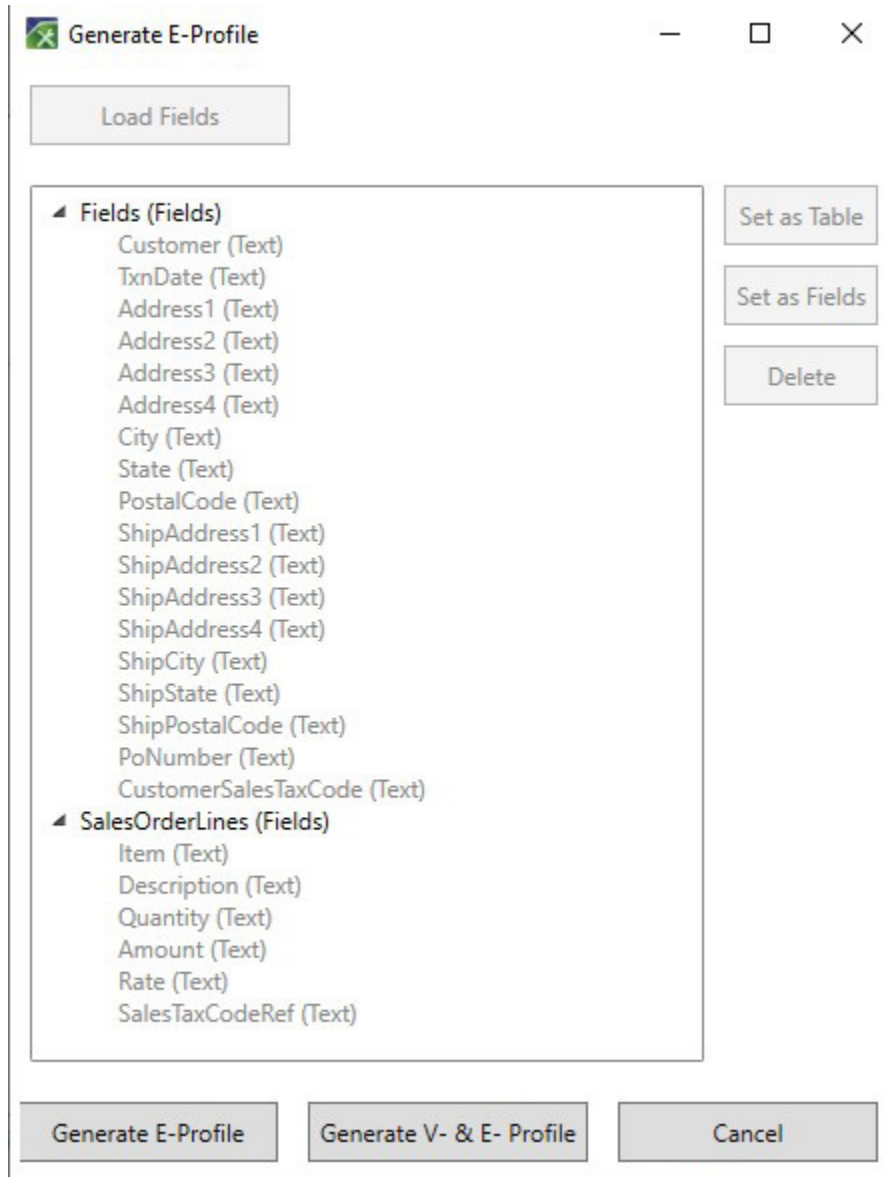 Generate E-Profile
Load Fields
Fields (Fields)
Customer (Text)
TxnDate (Text)
Address1 (Text)
Address2 (Text)
Address3 (Text)
Address4 (Text)
City (Text)
State (Text)
PostalCode (Text)
ShipAddress1 (Text)
ShipAddress2 (Text)
ShipAddress3 (Text)
ShipAddress4 (Text)
ShipCity (Text)
ShipState (Text)
ShipPostalCode (Text)
PoNumber (Text)
CustomerSalesTaxCode (Text)
SalesOrderLines (Fields)
Item (Text)
Description (Text)
Quantity (Text)
Amount (Text)
Rate (Text)
SalesTaxCodeRef (Text)
Set as Table
Set as Fields
Delete
Generate E-Profile
Generate V- & E- Profile
Cancel